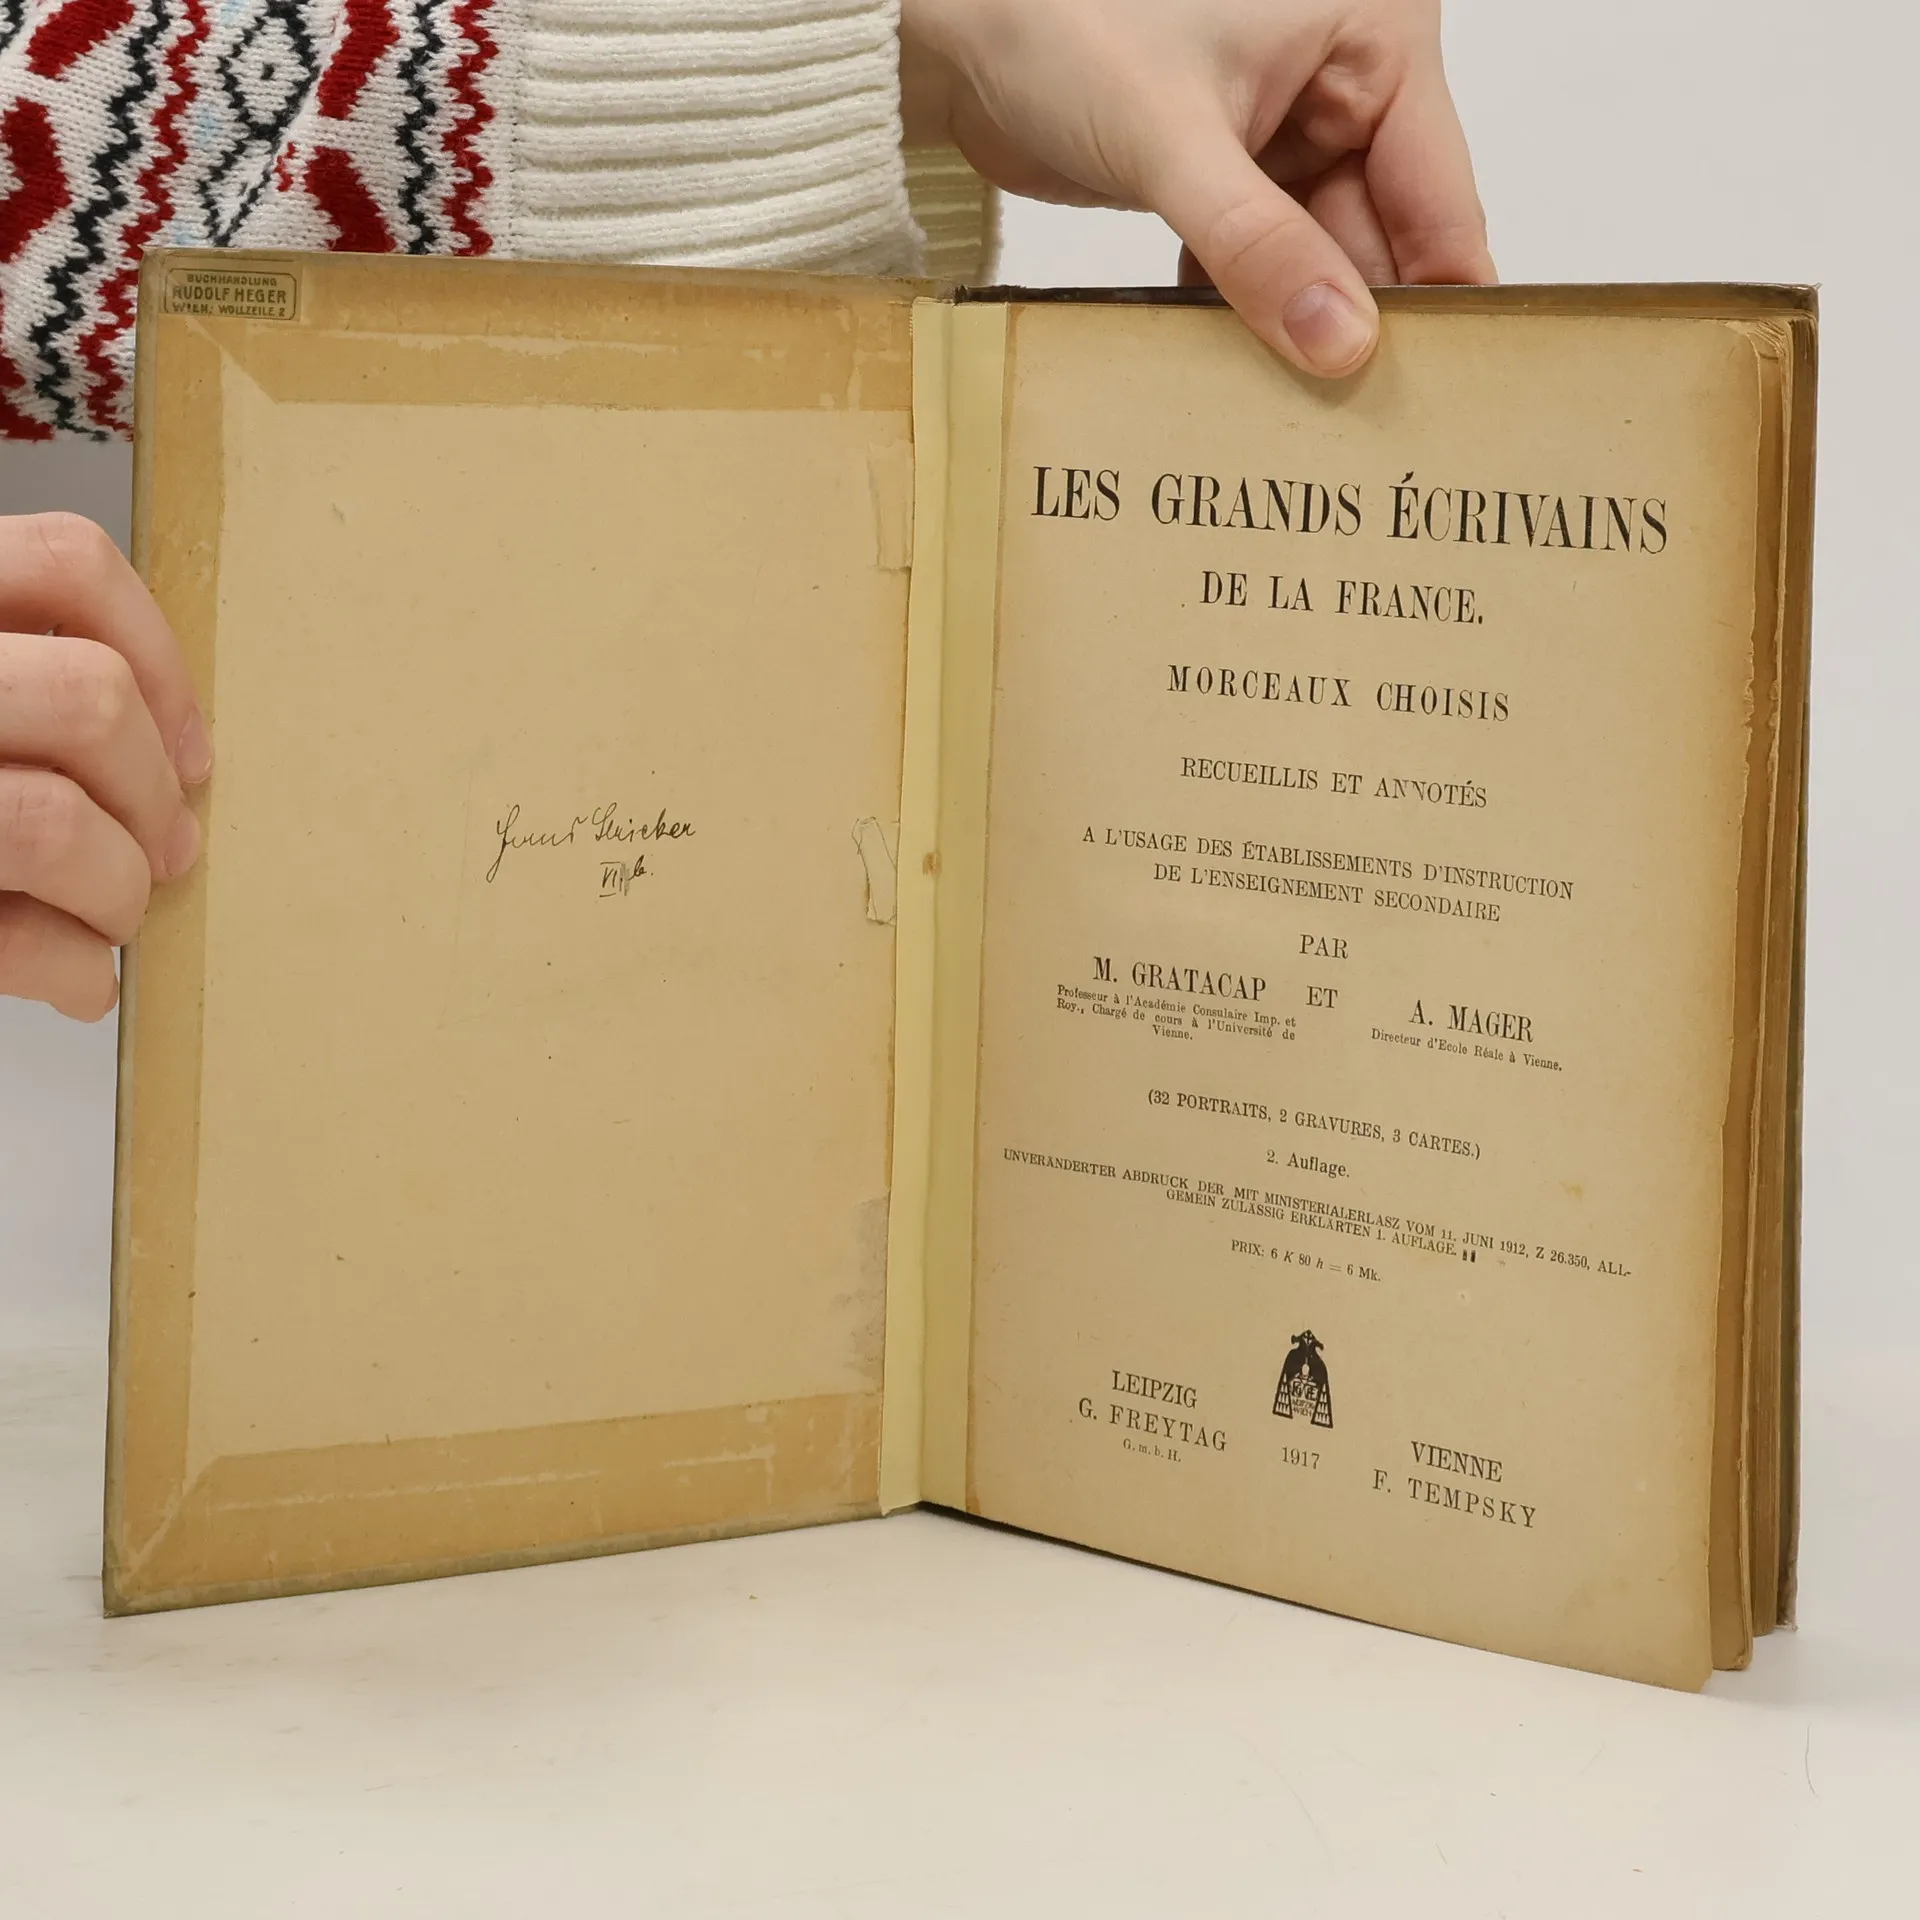 BUCHHANDLUNG
RUDOLF HEGER
WIEN, WOLLZEILE 2
Hans Stricker
LES GRANDS ÉCRIVAINS
DE LA FRANCE.
MORCEAUX CHOISIS
RECUEILLIS ET ANNOTÉS
A L'USAGE DES ÉTABLISSEMENTS D'INSTRUCTION
DE L'ENSEIGNEMENT SECONDAIRE
PAR
M. GRATACAP
Professeur à l'Académie Consulaire Imp. et
Roy., Chargé de cours à l'Université de
Vienne.
ET
A. MAGER
Directeur d'Ecole Réale à Vienne.
(32 PORTRAITS, 2 GRAVURES, 3 CARTES.)
2. Auflage.
UNVERÄNDERTER ABDRUCK DER MIT MINISTERIALERLASZ VOM 11. JUNI 1912, Z 26.350, ALL-
GEMEIN ZULÄSSIG ERKLÄRTEN 1. AUFLAGE.
PRIX: 6 K 80 h = 6 Mk.
LEIPZIG
G. FREYTAG
G. m. b. H.
1917
VIENNE
F. TEMPSKY